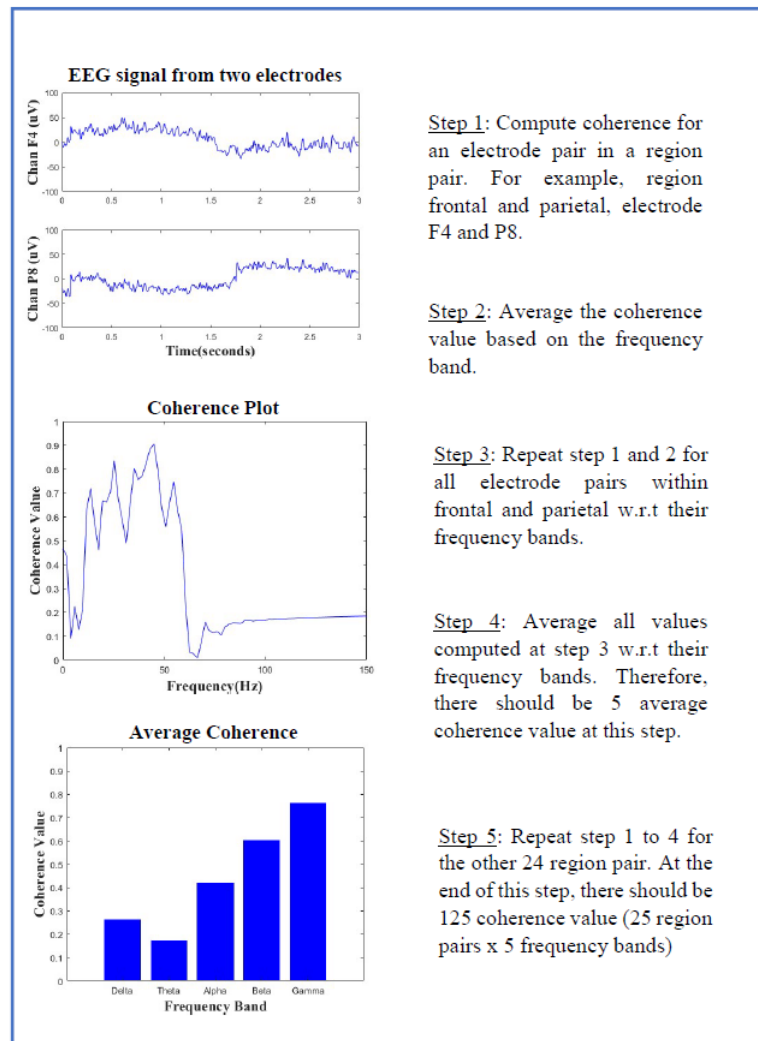 EEG signal from two electrodes
Chan F4 (uV)
100
50
0
-50
-100
0 0.5 1 1.5 2 2.5 3
Chan P8 (uV)
100
50
0
-50
-100
0 0.5 1 1.5 2 2.5 3
Time(seconds)
Step 1: Compute coherence for
an electrode pair in a region
pair. For example, region
frontal and parietal, electrode
F4 and P8.
Step 2: Average the coherence
value based on the frequency
band.
Coherence Plot
Coherence Value
1
0.9
0.8
0.7
0.6
0.5
0.4
0.3
0.2
0.1
0
0 50 100 150
Frequency(Hz)
Step 3: Repeat step 1 and 2 for
all electrode pairs within
frontal and parietal w.r.t their
frequency bands.
Step 4: Average all values
computed at step 3 w.r.t their
frequency bands. Therefore,
there should be 5 average
coherence value at this step.
Average Coherence
Coherence Value
1
0.9
0.8
0.7
0.6
0.5
0.4
0.3
0.2
0.1
0
Delta Theta Alpha Beta Gamma
Frequency Band
Step 5: Repeat step 1 to 4 for
the other 24 region pair. At the
end of this step, there should be
125 coherence value (25 region
pairs x 5 frequency bands)